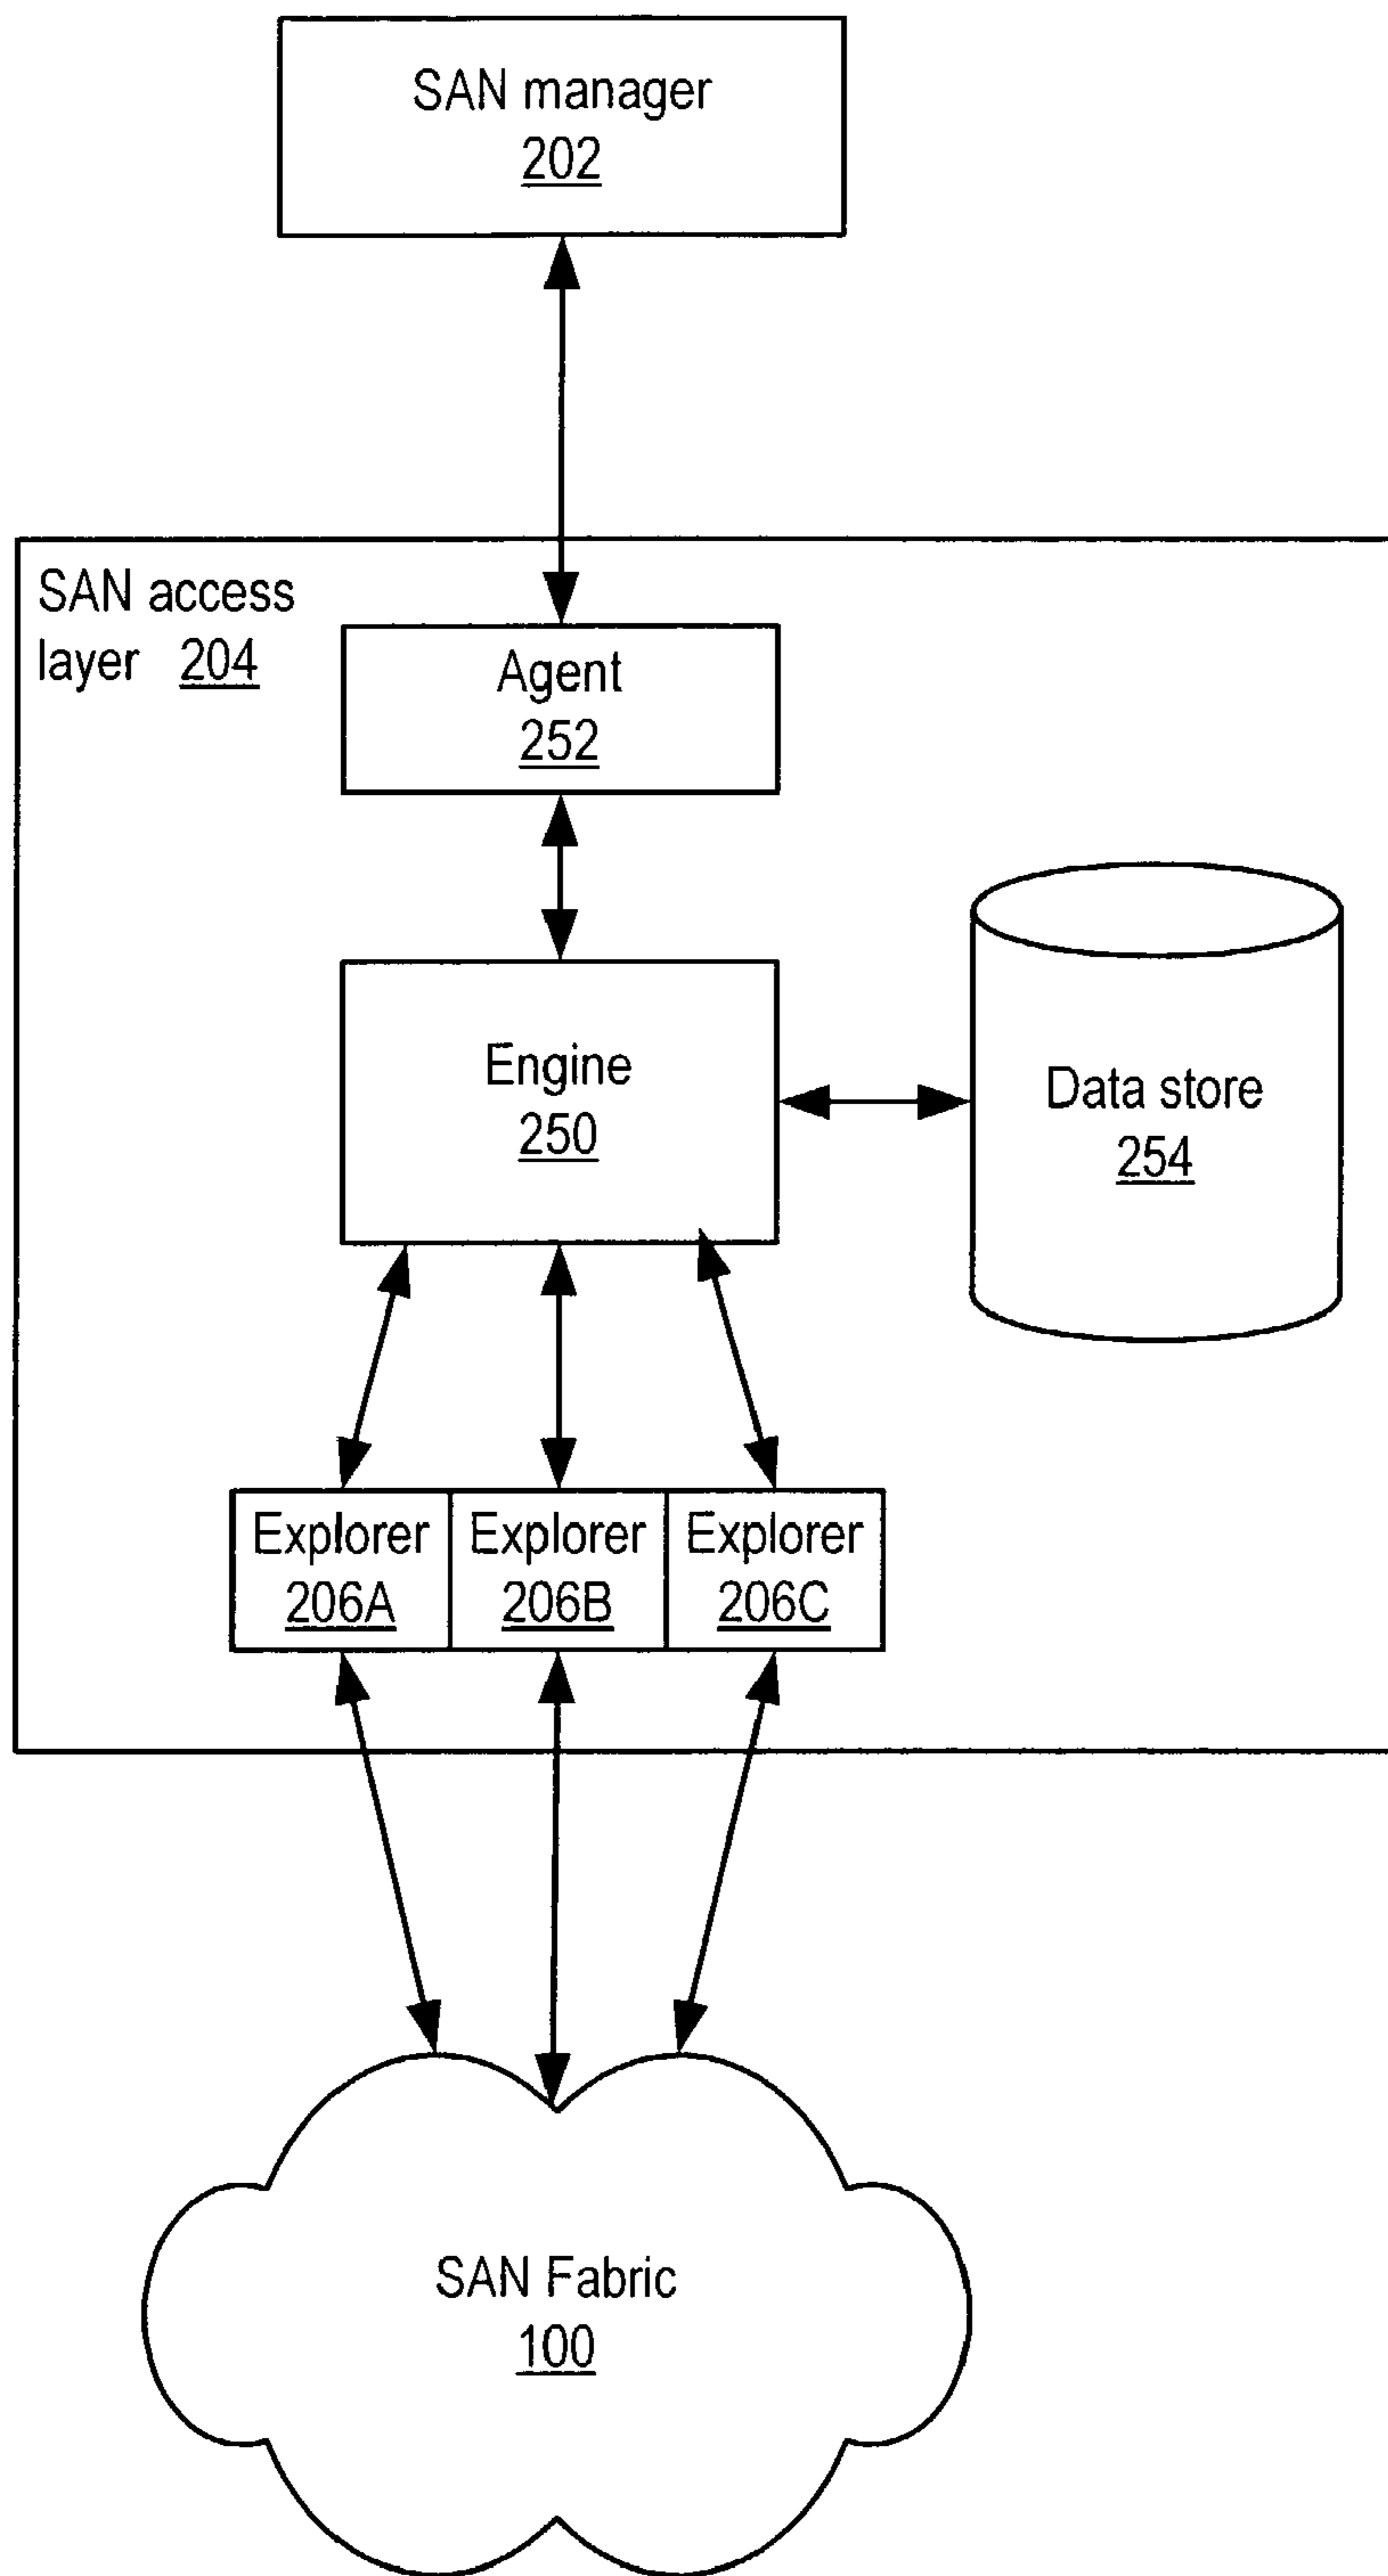 SAN manager
202
SAN access
layer 204
Agent
252
Engine
250
Data store
254
Explorer
206A
Explorer
206B
Explorer
206C
SAN Fabric
100